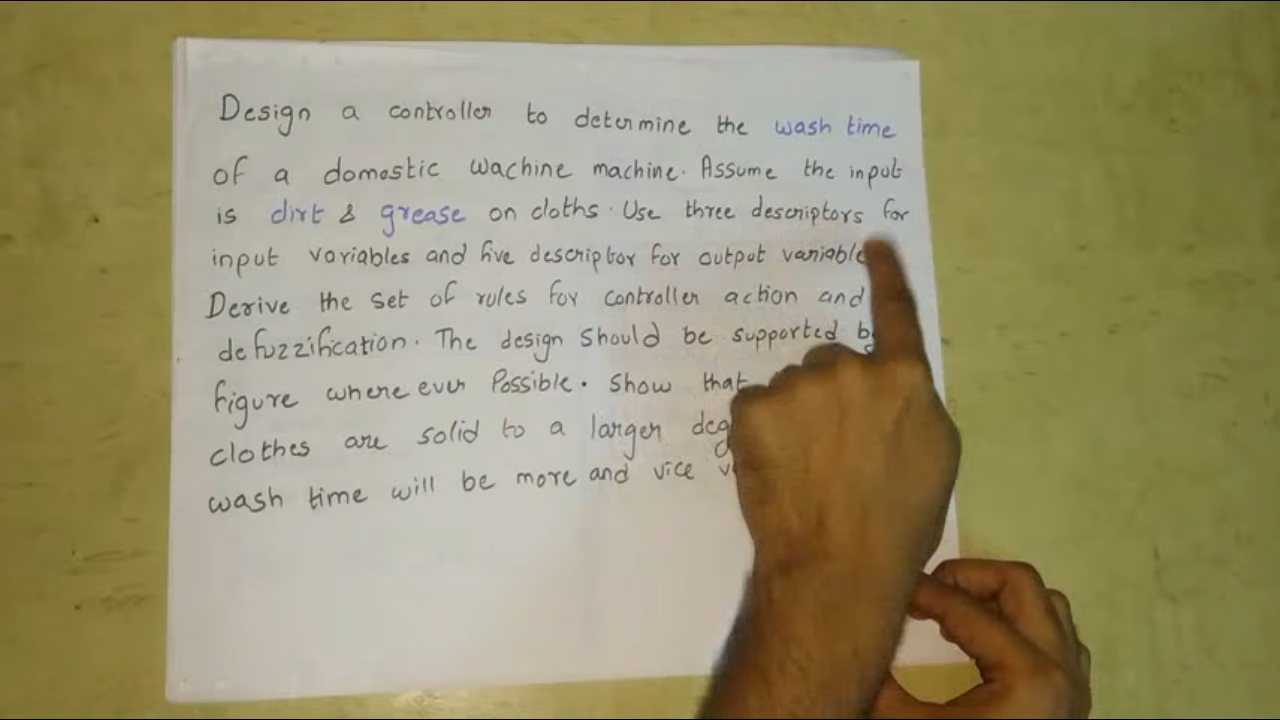 Design a controller to determine the wash time
of a domestic wachine machine. Assume the input
is dirt & grease on cloths. Use three descriptors for
input variables and five descriptor for output variable
Derive the set of rules for controller action and
defuzzification. The design should be supported
figure where ever Possible. Show that
clothes are solid to a larger
wash time will be more and vice